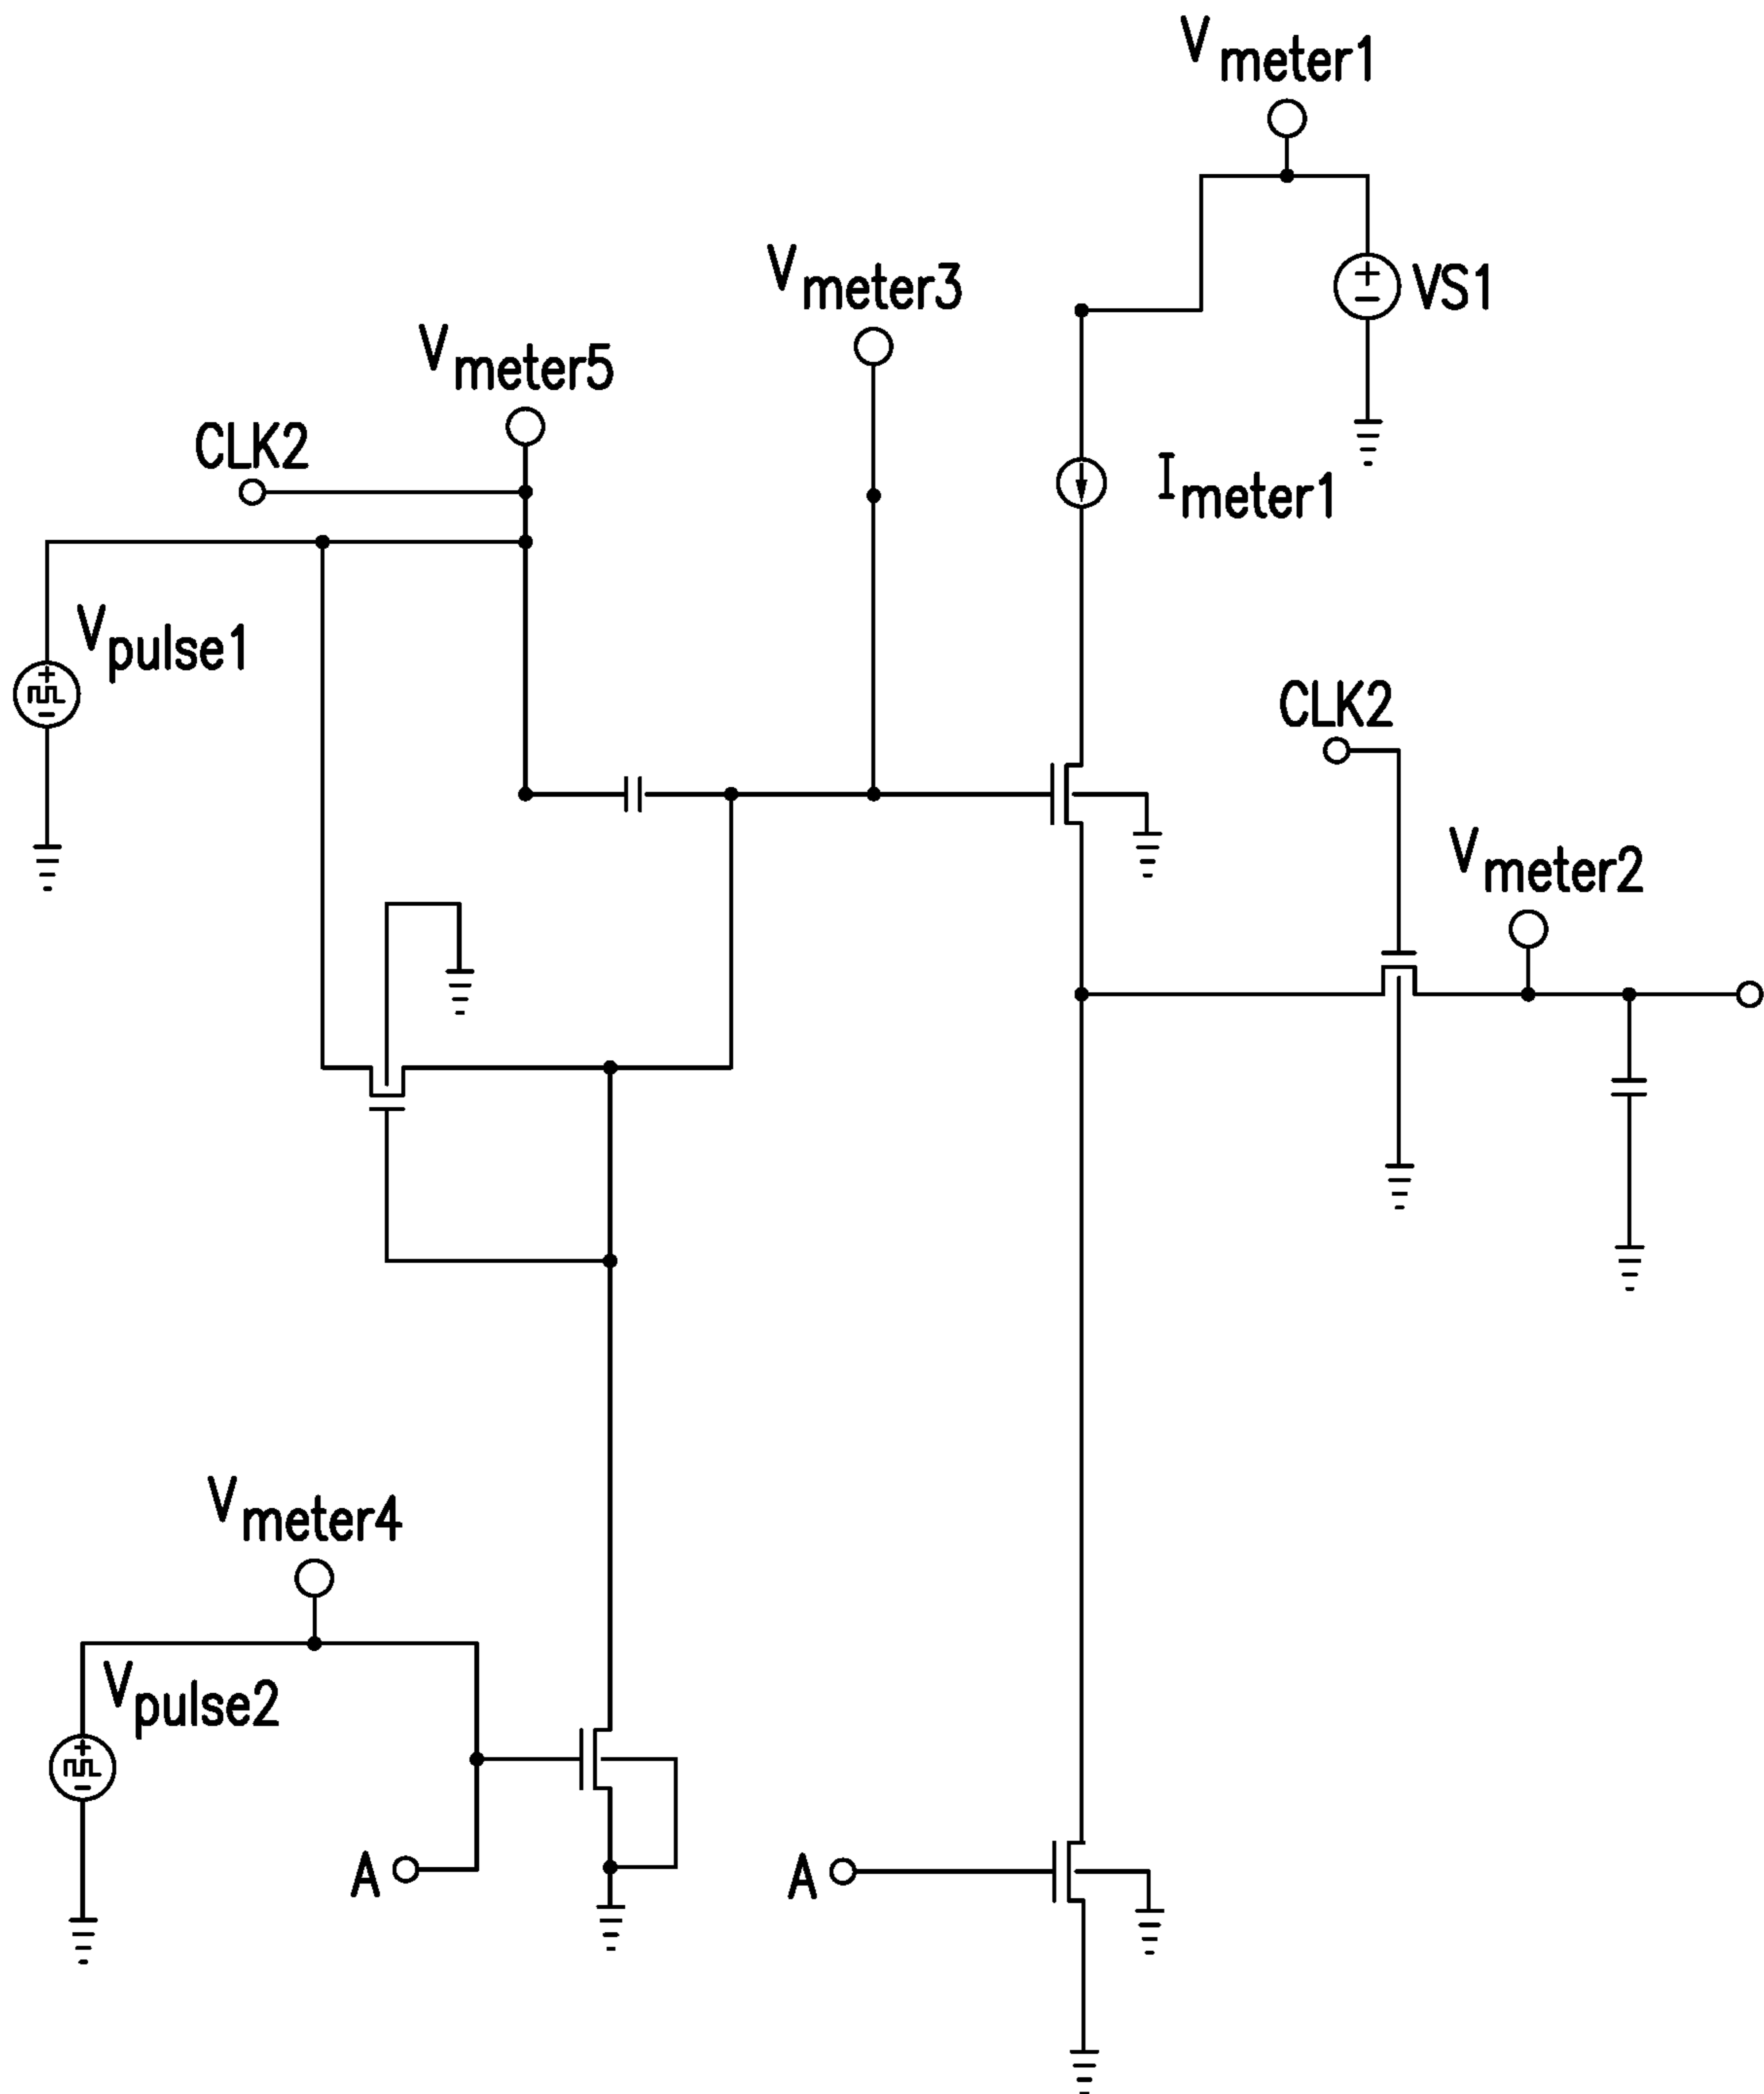 Vmeter1
Vmeter3
VS1
Vmeter5
CLK2
Imeter1
Vpulse1
CLK2
Vmeter2
Vmeter4
Vpulse2
A
A